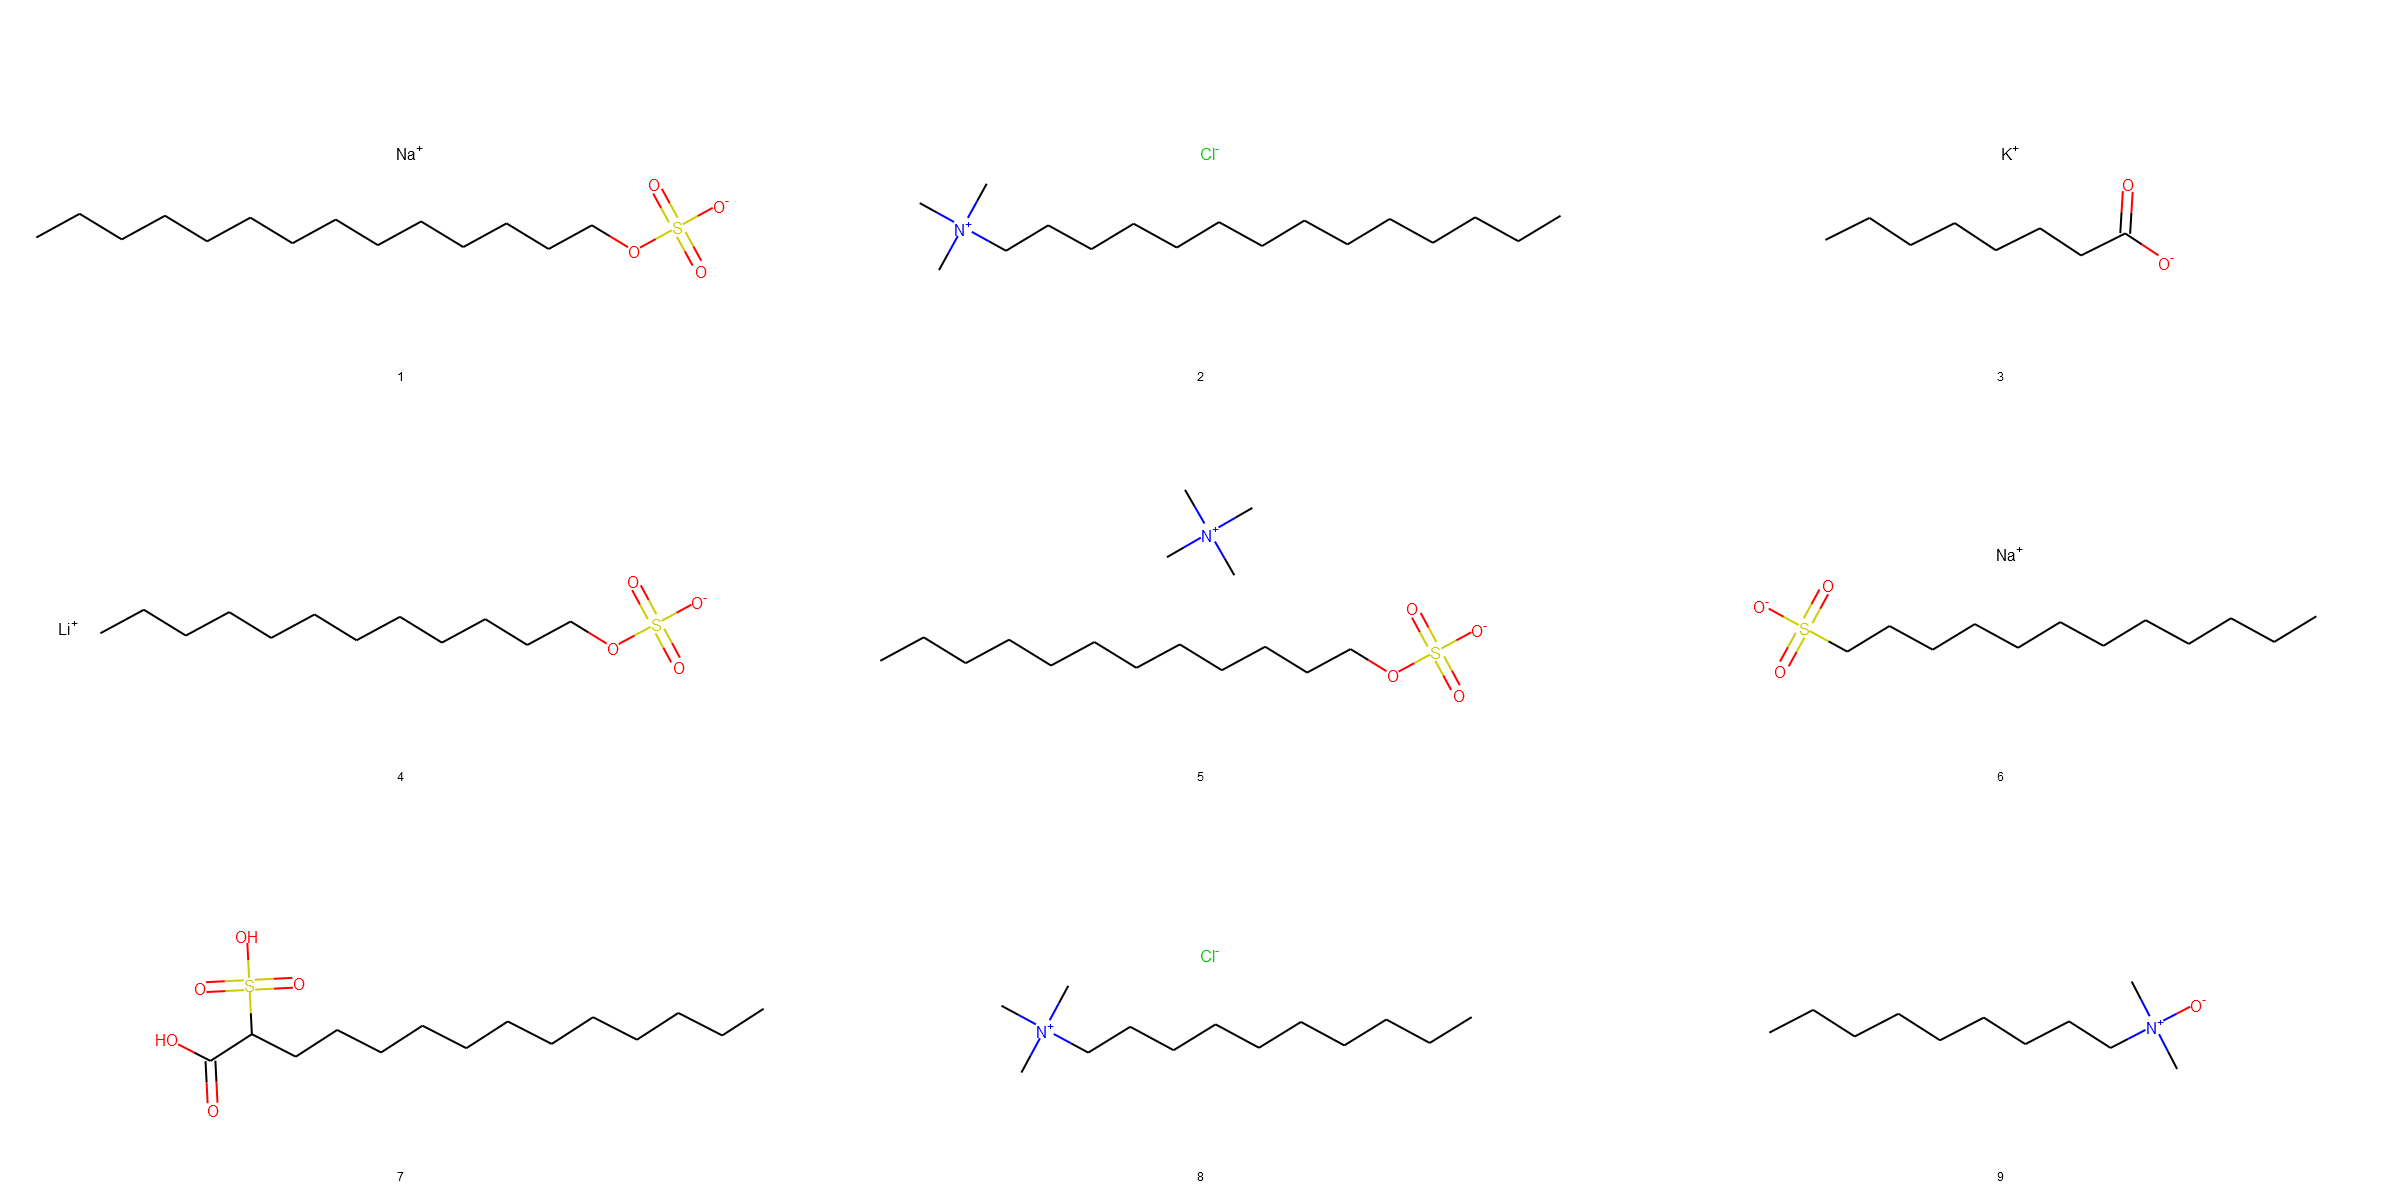 Na+ Cl- K+
O O- S O O
N+
O O-
1 2 3
N+
Li+ O O- S O O
O O- S O O
Na+
O- O S O
4 5 6
OH
O S O
HO O
Cl-
N+
N+ O-
7 8 9